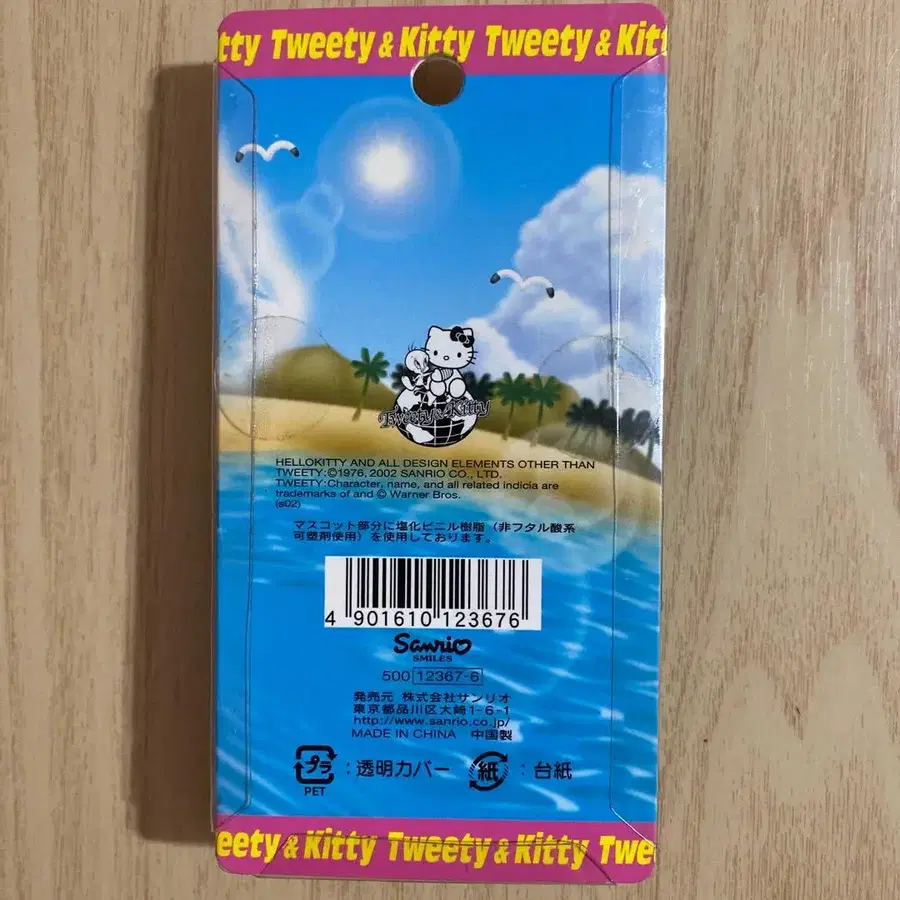 tty Tweety & Kitty Tweety & Kitt
Tweety & Kitty
HELLOKITTY AND ALL DESIGN ELEMENTS OTHER THAN
TWEETY:©1976, 2002 SANRIO CO., LTD.
TWEETY:Character, name, and all related indicia are
trademarks of and © Warner Bros.
(s02)
マスコット部分に塩化ビニル樹脂（非フタル酸系
可塑剤使用）を使用しております。
4 901610 123676
Sanrio
SMILES
500 12367-6
発売元 株式会社サンリオ
東京都品川区大崎1-6-1
http://www.sanrio.co.jp/
MADE IN CHINA 中国製
プラ：透明カバー 紙：台紙
PET
eety & Kitty Tweety & Kitty Twe